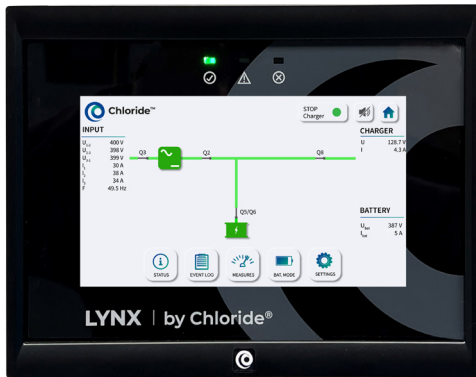 Chloride™
STOP
Charger
INPUT
CHARGER
U1-2 400 V
U2-3 398 V
U3-1 399 V
I1 30 A
I2 38 A
I3 34 A
F 49.5 Hz
Q3
Q2
Q8
U 128.7 V
I 4.3 A
Q5/Q6
BATTERY
UBat 387 V
IBat 5 A
STATUS
EVENT LOG
MEASURES
BAT. MODE
SETTINGS
LYNX | by Chloride®